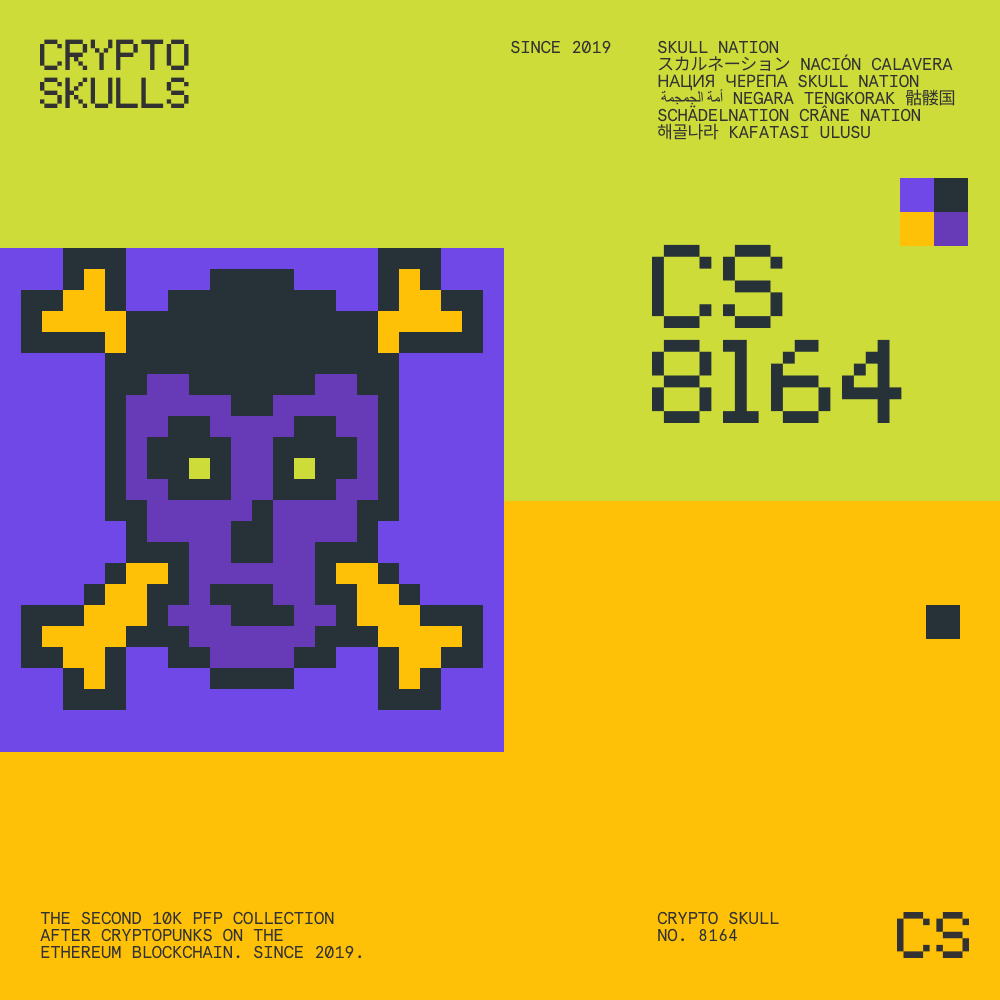 CRYPTO
SKULLS
SINCE 2019
SKULL NATION
スカルネーション NACIÓN CALAVERA
НАЦИЯ ЧЕРЕПА SKULL NATION
أمة الجمجمة NEGARA TENGKORAK 骷髅国
SCHÄDELNATION CRÂNE NATION
해골나라 KAFATASI ULUSU
CS
8164
THE SECOND 10K PFP COLLECTION
AFTER CRYPTOPUNKS ON THE
ETHEREUM BLOCKCHAIN. SINCE 2019.
CRYPTO SKULL
NO. 8164
CS